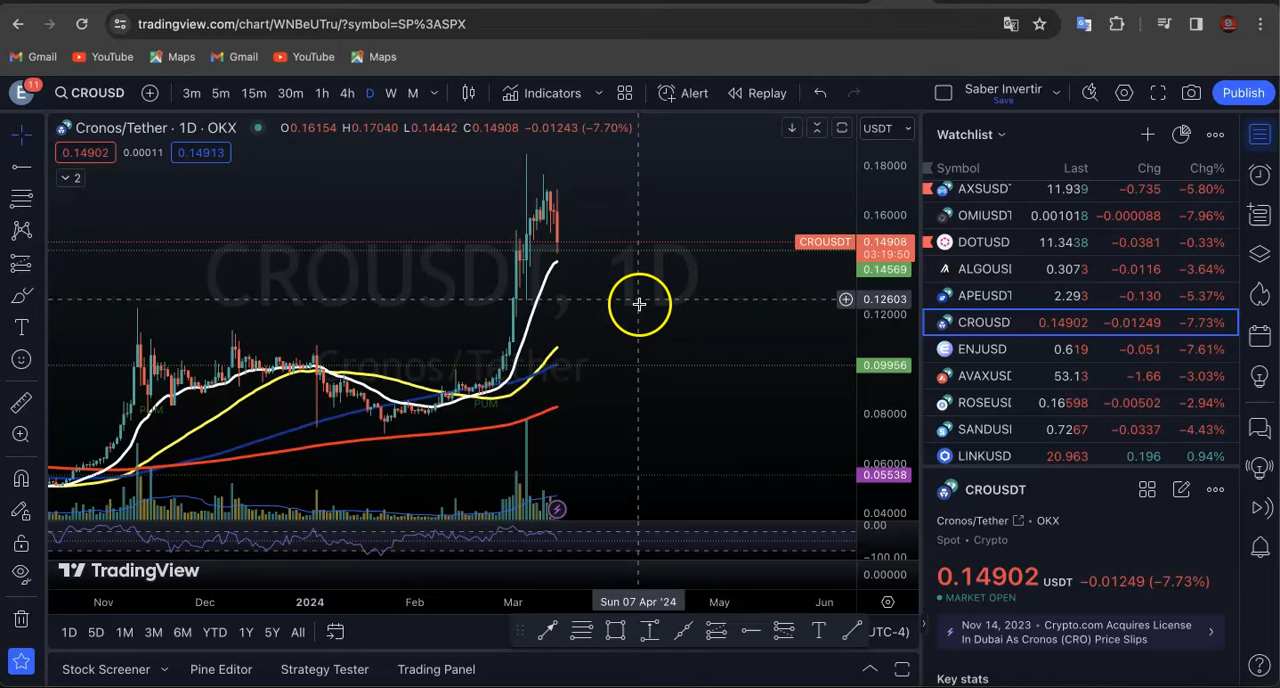 tradingview.com/chart/WNBeUTru/?symbol=SP%3ASPX
Gmail YouTube Maps Gmail YouTube Maps
E 11 CROUSD 3m 5m 15m 30m 1h 4h D W M Indicators Alert Replay Saber Invertir Save Publish
Cronos/Tether · 1D · OKX O0.16154 H0.17040 L0.14442 C0.14908 −0.01243 (−7.70%) USDT
0.14902 0.00011 0.14913
2
CROUSDT, 1D
Cronos/Tether
PUM PUM
0.18000
0.16000
CROUSDT 0.14908
03:19:50
0.14569
0.12603
0.12000
0.09956
0.08000
0.06000
0.05538
0.04000
0.00
−100.00
0.00000
TradingView
Nov Dec 2024 Feb Mar Sun 07 Apr '24 May Jun
1D 5D 1M 3M 6M YTD 1Y 5Y All (UTC-4)
Stock Screener Pine Editor Strategy Tester Trading Panel
Watchlist
Symbol Last Chg Chg%
AXSUSDT 11.939 −0.735 −5.80%
OMIUSDT 0.001018 −0.000088 −7.96%
DOTUSD 11.3438 −0.0381 −0.33%
ALGOUSI 0.3073 −0.0116 −3.64%
APEUSDT 2.293 −0.130 −5.37%
CROUSD 0.14902 −0.01249 −7.73%
ENJUSD 0.619 −0.051 −7.61%
AVAXUSD 53.13 −1.66 −3.03%
ROSEUSD 0.16598 −0.00502 −2.94%
SANDUSI 0.7267 −0.0337 −4.43%
LINKUSD 20.963 0.196 0.94%
CROUSDT
Cronos/Tether OKX
Spot Crypto
0.14902 USDT −0.01249 (−7.73%)
MARKET OPEN
Nov 14, 2023 Crypto.com Acquires License
In Dubai As Cronos (CRO) Price Slips
Key stats